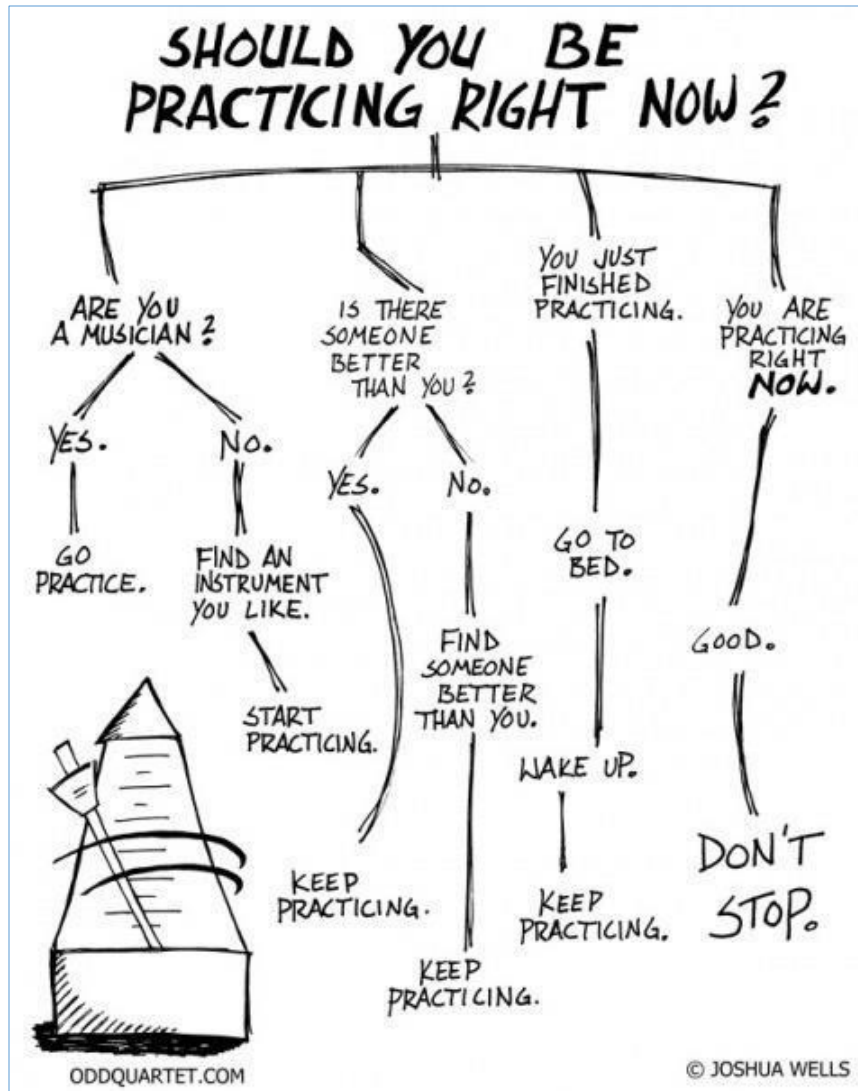 SHOULD YOU BE
PRACTICING RIGHT NOW?
ARE YOU
A MUSICIAN?
YES.
GO
PRACTICE.
NO.
FIND AN
INSTRUMENT
YOU LIKE.
START
PRACTICING.
IS THERE
SOMEONE
BETTER
THAN YOU?
YES.
KEEP
PRACTICING.
NO.
FIND
SOMEONE
BETTER
THAN YOU.
KEEP
PRACTICING.
YOU JUST
FINISHED
PRACTICING.
GO TO
BED.
WAKE UP.
KEEP
PRACTICING.
YOU ARE
PRACTICING
RIGHT
NOW.
GOOD.
DON'T
STOP.
ODDQUARTET.COM
© JOSHUA WELLS